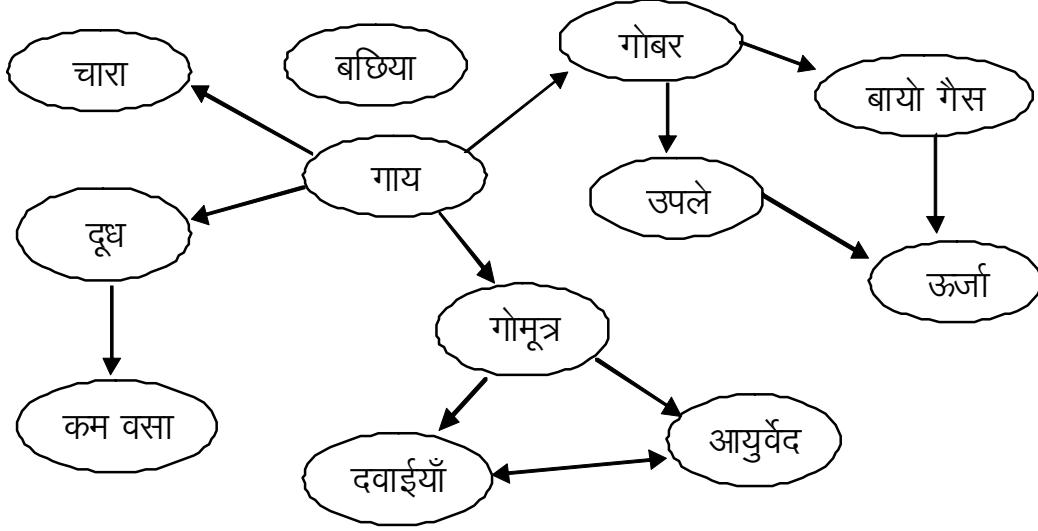 चारा
बछिया
गोबर
बायो गैस
गाय
उपले
दूध
ऊर्जा
गोमूत्र
कम वसा
आयुर्वेद
दवाईयाँ